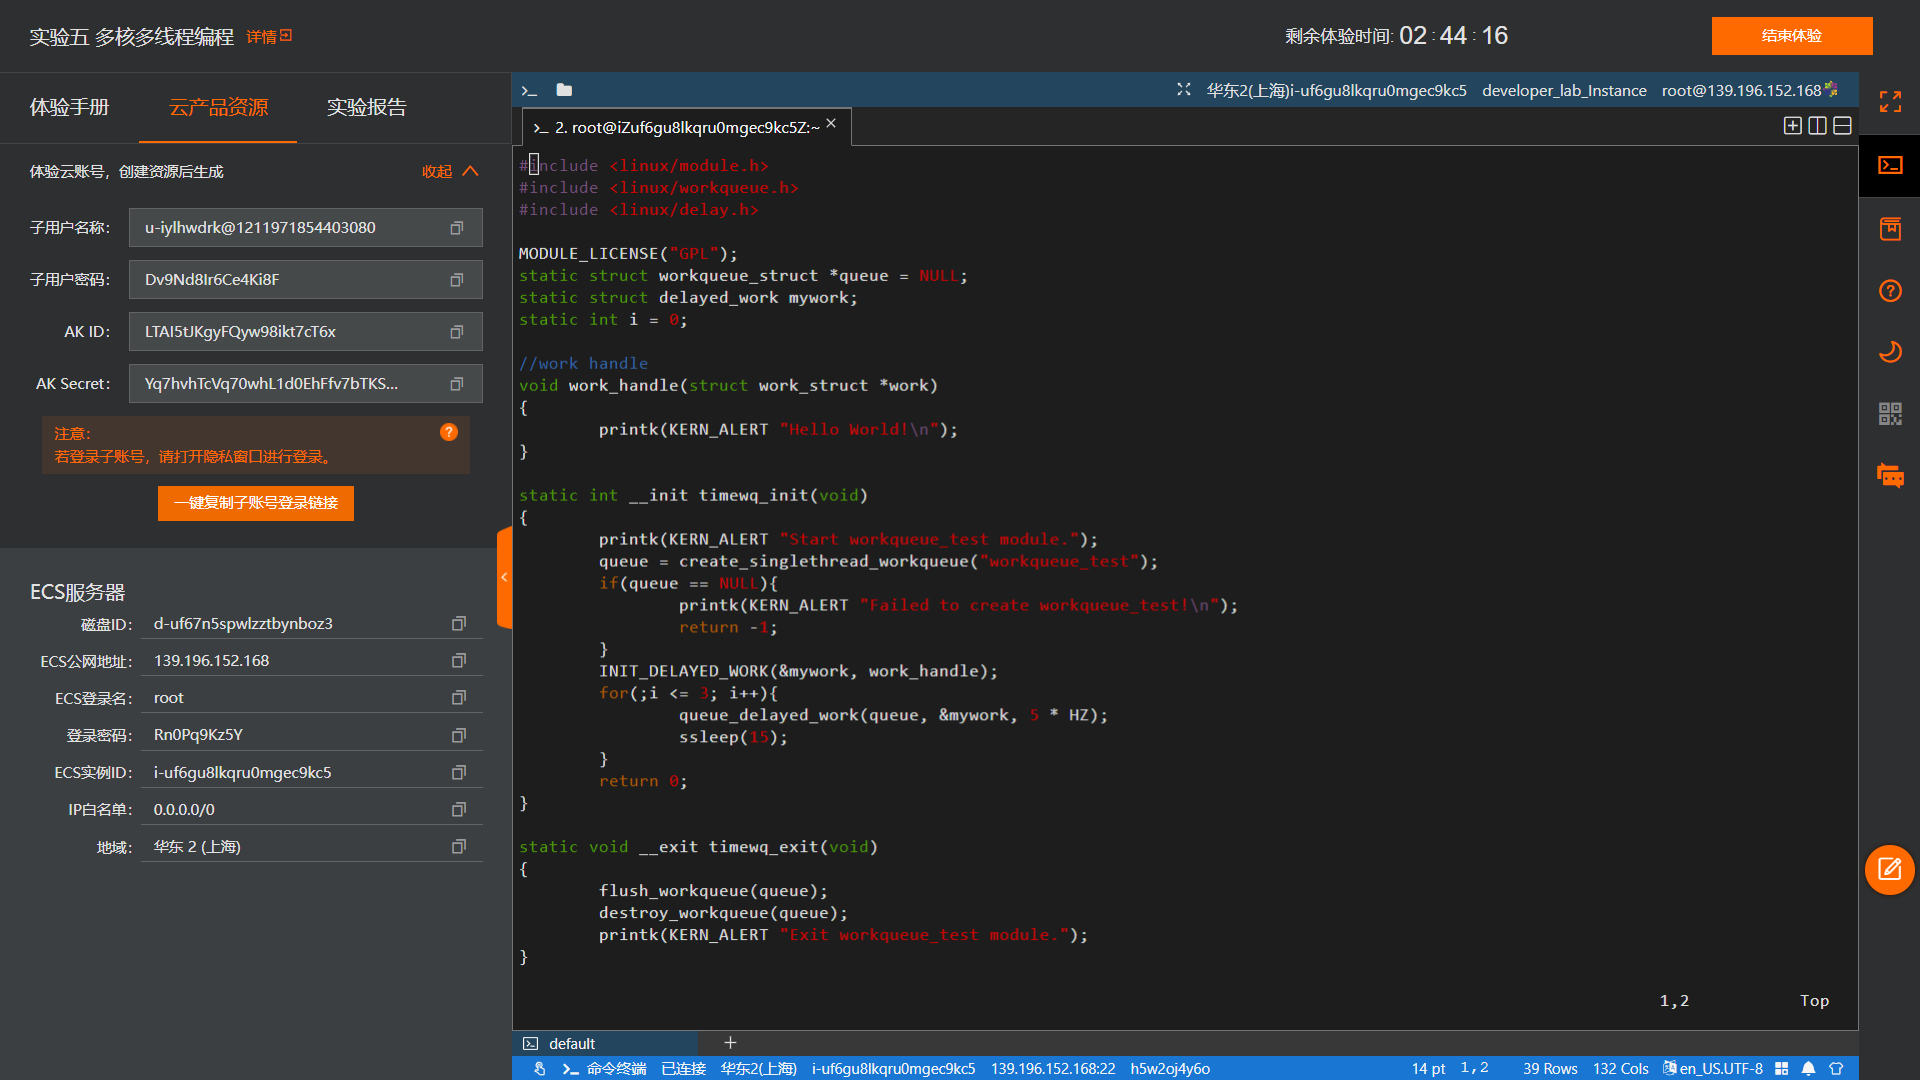 实验五 多核多线程编程 详情
剩余体验时间: 02 : 44 : 16
结束体验
体验手册 云产品资源 实验报告
体验云账号，创建资源后生成 收起
子用户名称： u-iylhwdrk@1211971854403080
子用户密码： Dv9Nd8Ir6Ce4Ki8F
AK ID： LTAI5tJKgyFQyw98ikt7cT6x
AK Secret： Yq7hvhTcVq70whL1d0EhFfv7bTKS...
注意：
若登录子账号，请打开隐私窗口进行登录。
一键复制子账号登录链接
ECS服务器
磁盘ID： d-uf67n5spwlzztbynboz3
ECS公网地址： 139.196.152.168
ECS登录名： root
登录密码： Rn0Pq9Kz5Y
ECS实例ID： i-uf6gu8lkqru0mgec9kc5
IP白名单： 0.0.0.0/0
地域： 华东 2 (上海)
华东2(上海)i-uf6gu8lkqru0mgec9kc5 developer_lab_Instance root@139.196.152.168
2. root@iZuf6gu8lkqru0mgec9kc5Z:~
#include <linux/module.h>
#include <linux/workqueue.h>
#include <linux/delay.h>
MODULE_LICENSE("GPL");
static struct workqueue_struct *queue = NULL;
static struct delayed_work mywork;
static int i = 0;
//work handle
void work_handle(struct work_struct *work)
{
printk(KERN_ALERT "Hello World!\n");
}
static int __init timewq_init(void)
{
printk(KERN_ALERT "Start workqueue_test module.");
queue = create_singlethread_workqueue("workqueue_test");
if(queue == NULL){
printk(KERN_ALERT "Failed to create workqueue_test!\n");
return -1;
}
INIT_DELAYED_WORK(&mywork, work_handle);
for(;i <= 3; i++){
queue_delayed_work(queue, &mywork, 5 * HZ);
ssleep(15);
}
return 0;
}
static void __exit timewq_exit(void)
{
flush_workqueue(queue);
destroy_workqueue(queue);
printk(KERN_ALERT "Exit workqueue_test module.");
}
1,2 Top
default
命令终端 已连接 华东2(上海) i-uf6gu8lkqru0mgec9kc5 139.196.152.168:22 h5w2oj4y6o 14 pt 1,2 39 Rows 132 Cols en_US.UTF-8